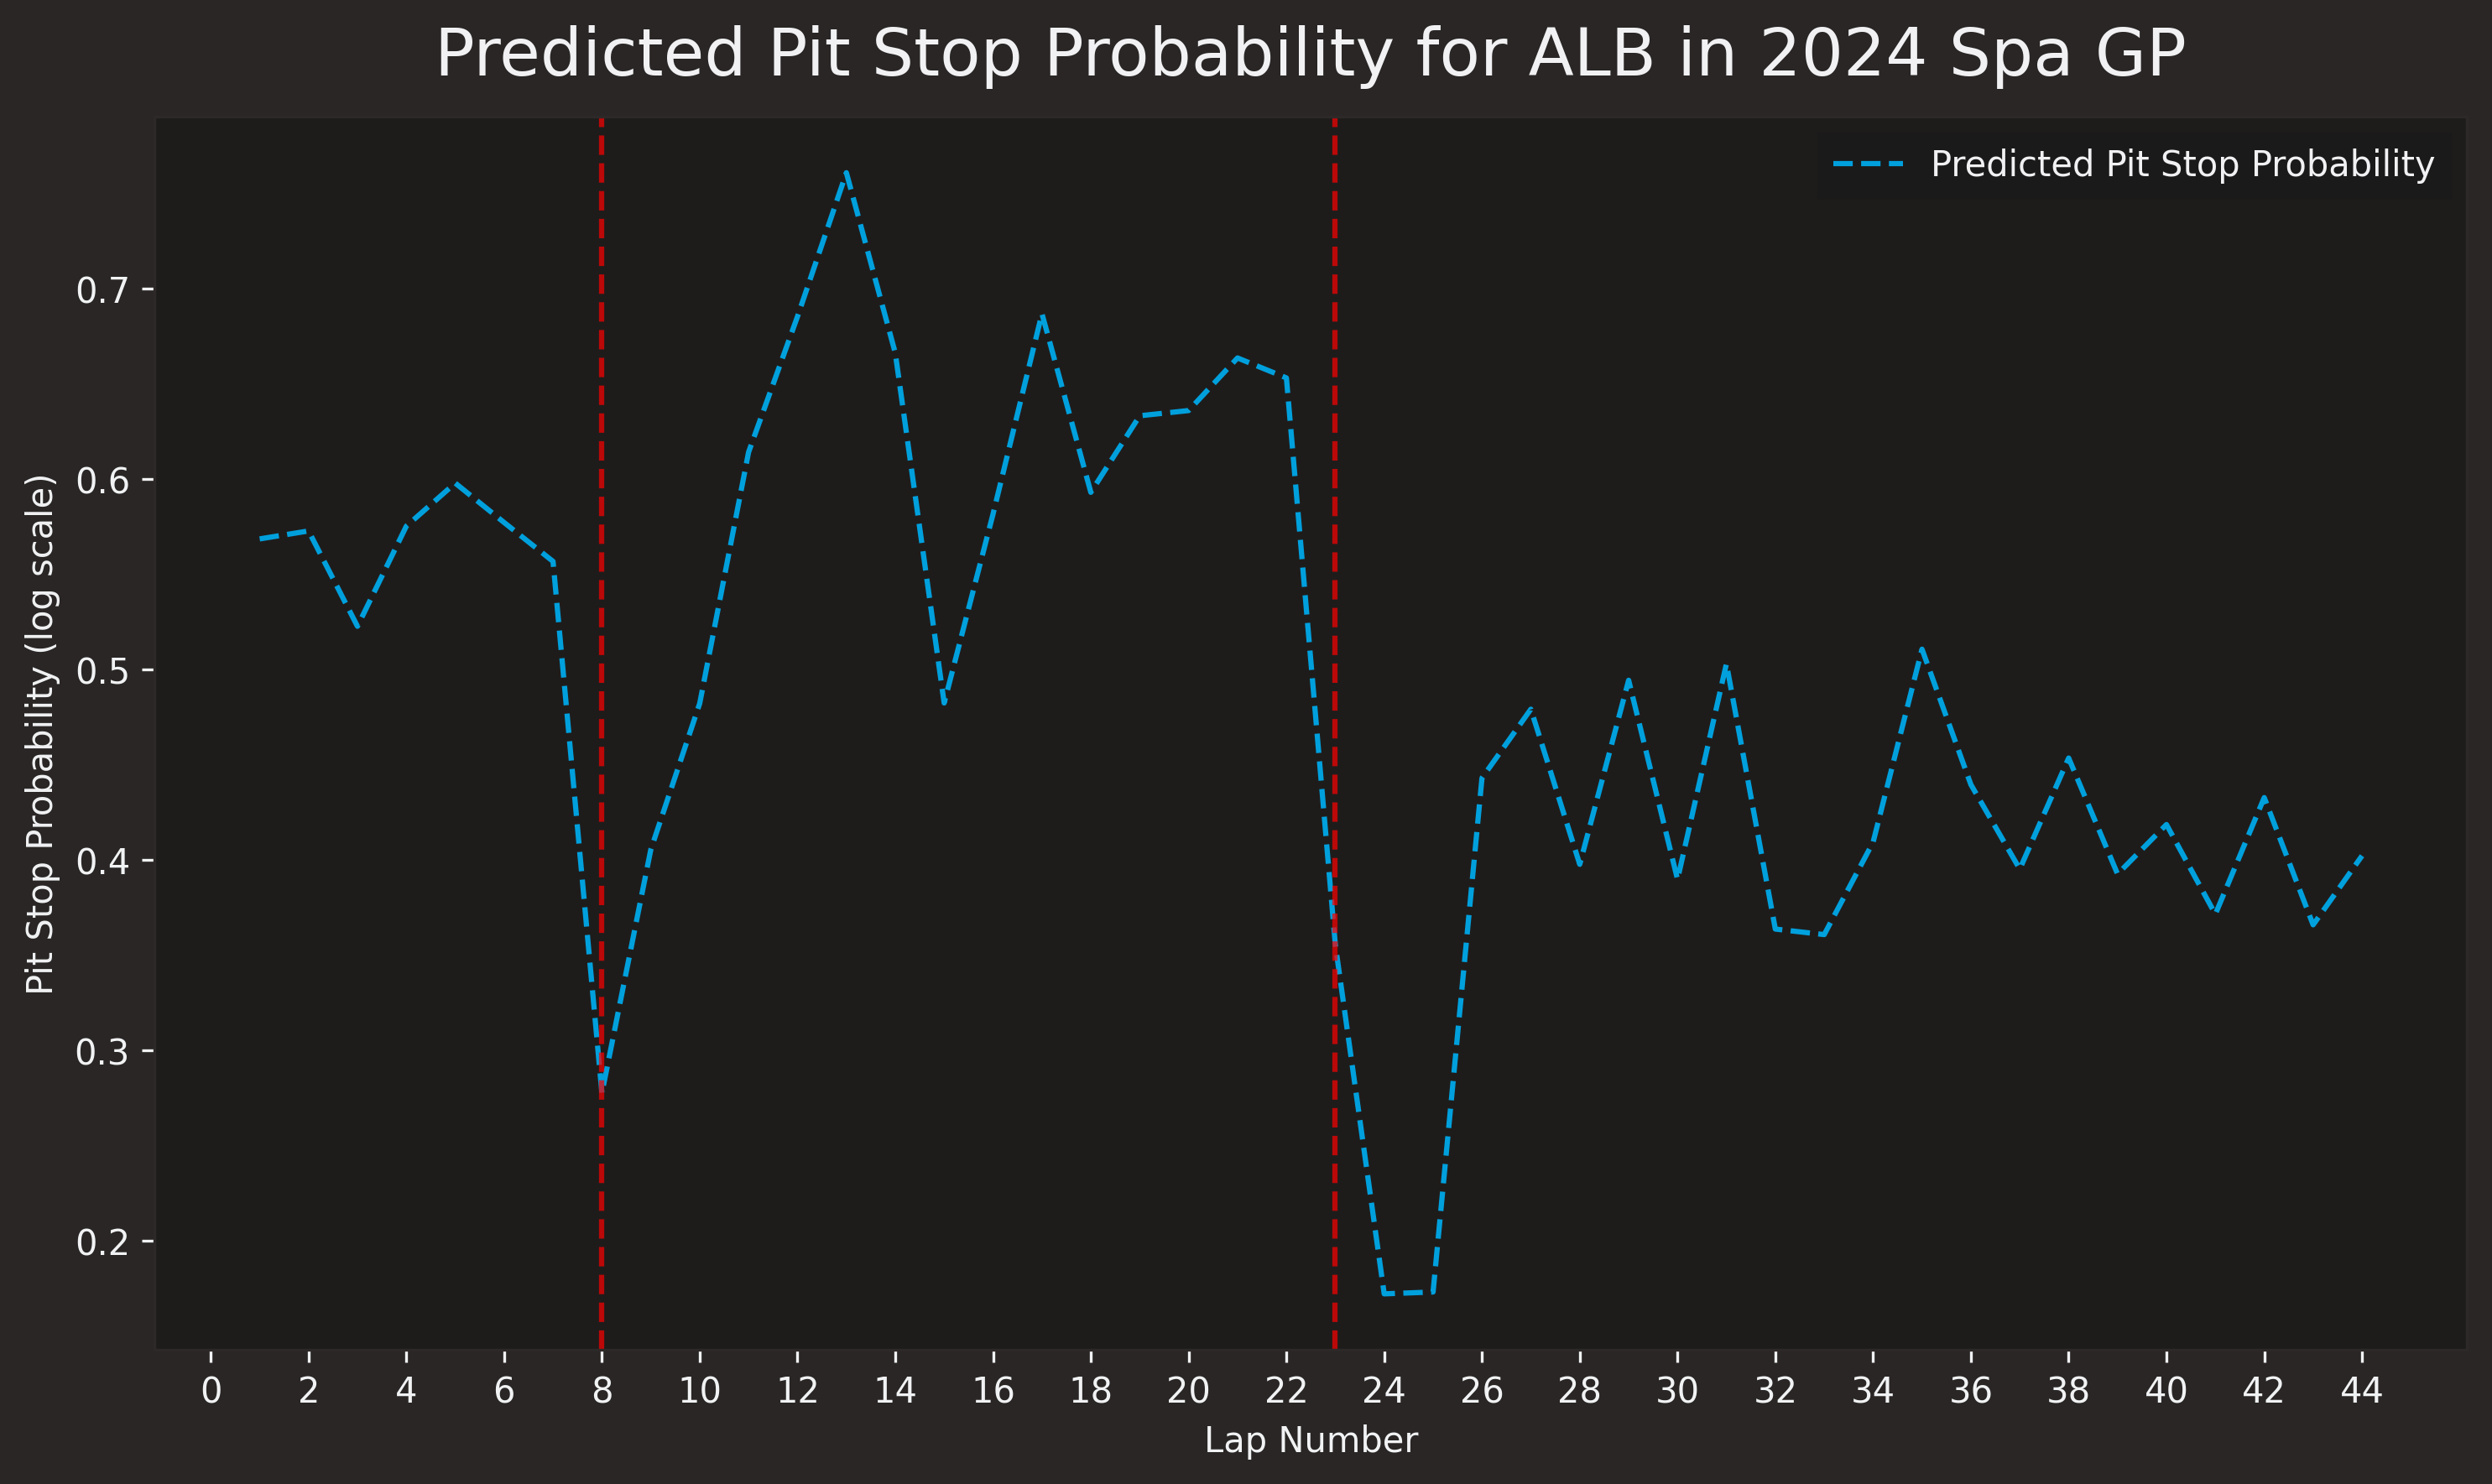 Predicted Pit Stop Probability for ALB in 2024 Spa GP
Predicted Pit Stop Probability
Pit Stop Probability (log scale)
0.7
0.6
0.5
0.4
0.3
0.2
0 2 4 6 8 10 12 14 16 18 20 22 24 26 28 30 32 34 36 38 40 42 44
Lap Number